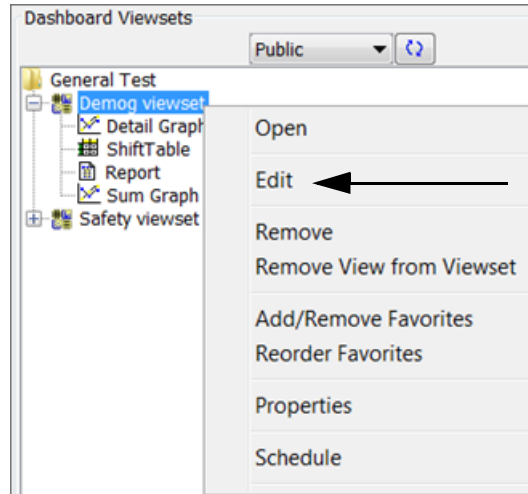 Dashboard Viewsets
Public
General Test
Demog viewset
Detail Graph
ShiftTable
Report
Sum Graph
Safety viewset
Open
Edit
Remove
Remove View from Viewset
Add/Remove Favorites
Reorder Favorites
Properties
Schedule